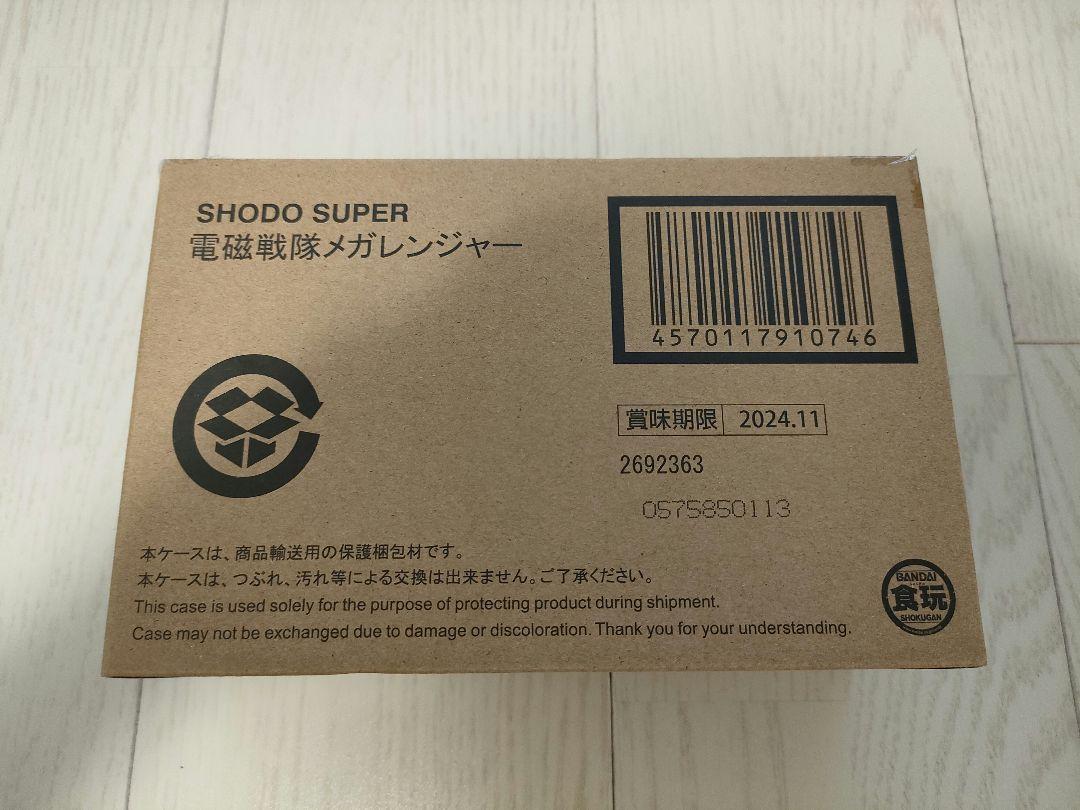 SHODO SUPER
電磁戦隊メガレンジャー
4570117910746
賞味期限 2024.11
2692363
0575850113
本ケースは、商品輸送用の保護梱包材です。
本ケースは、つぶれ、汚れ等による交換は出来ません。ご了承ください。
This case is used solely for the purpose of protecting product during shipment.
Case may not be exchanged due to damage or discoloration. Thank you for your understanding.
BANDAI
食玩
SHOKUGAN